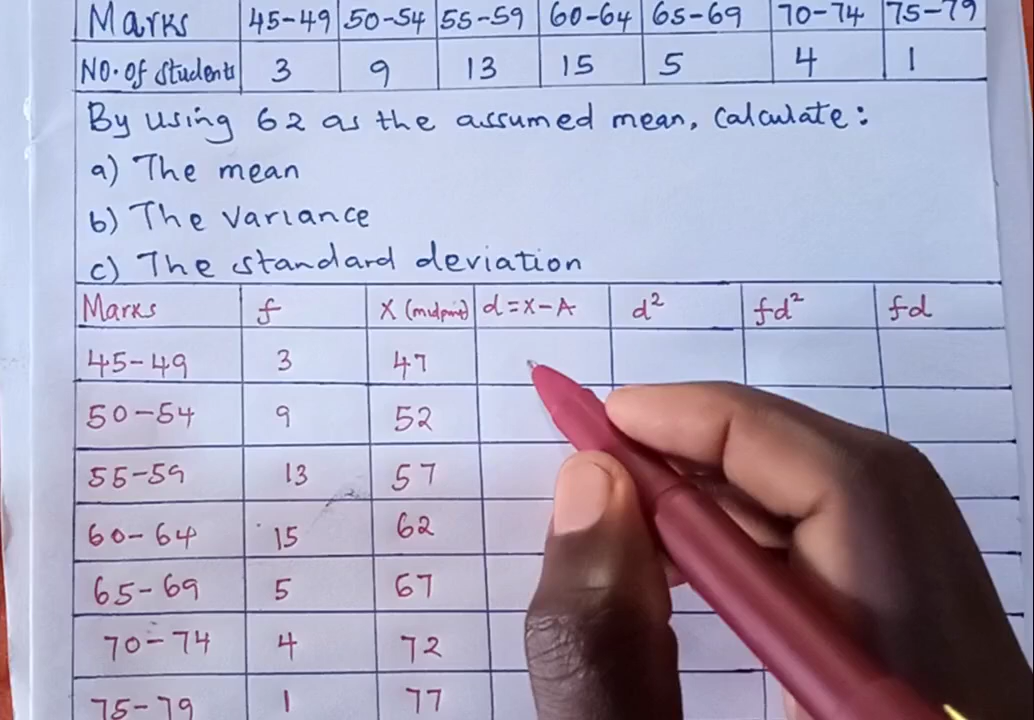 Marks 45-49 50-54 55-59 60-64 65-69 70-74 75-79
NO. of students 3 9 13 15 5 4 1
By using 62 as the assumed mean, Calculate:
a) The mean
b) The variance
c) The standard deviation
Marks f X (midpoint) d = X - A d² fd² fd
45-49 3 47
50-54 9 52
55-59 13 57
60-64 15 62
65-69 5 67
70-74 4 72
75-79 1 77